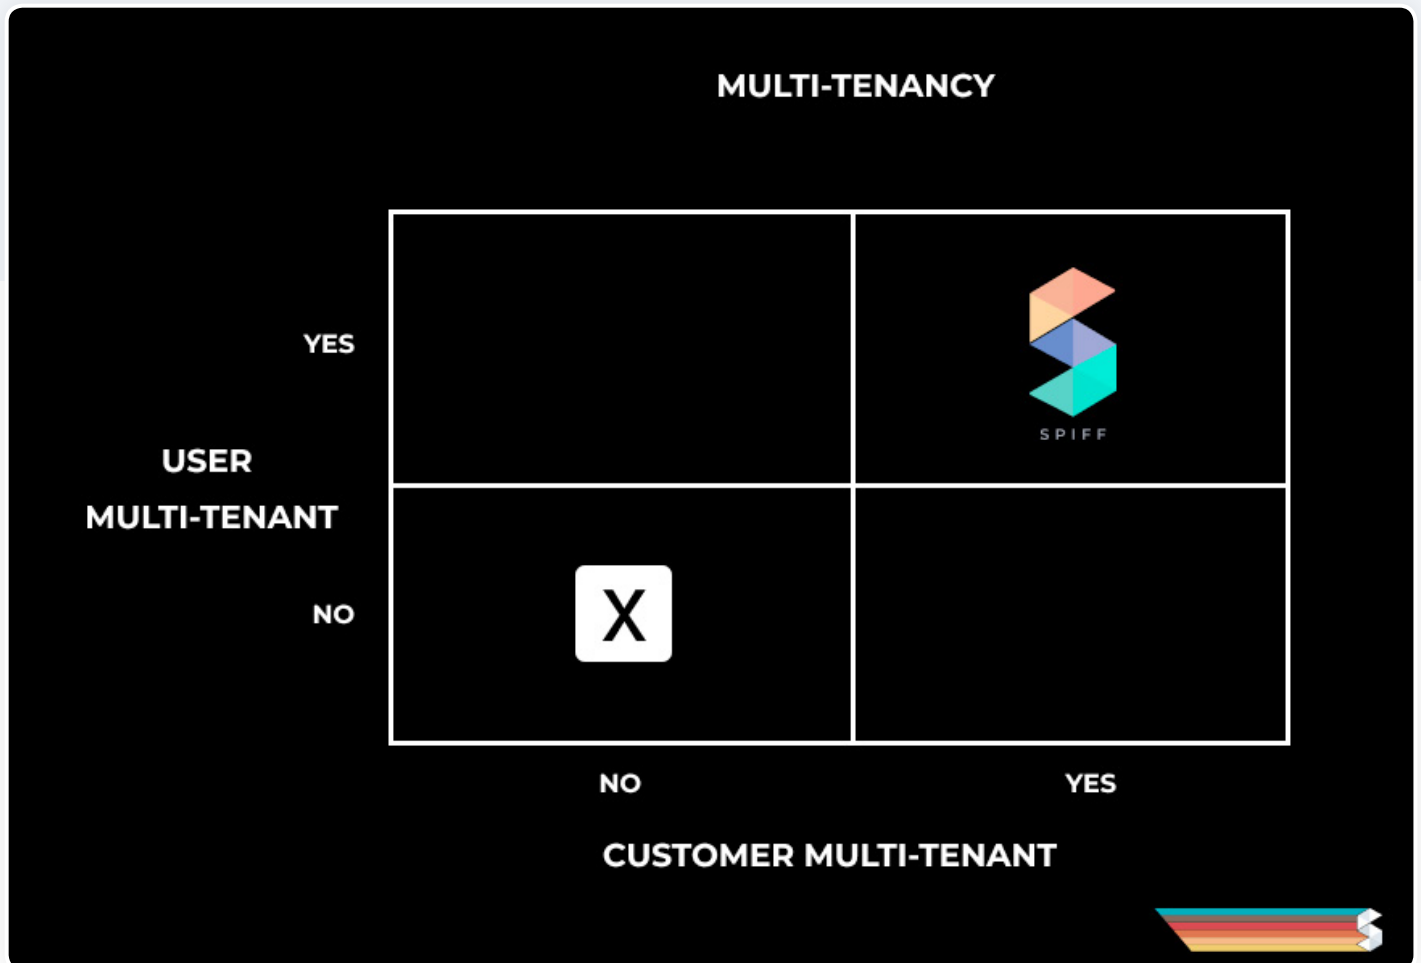 MULTI-TENANCY
YES
SPIFF
USER
MULTI-TENANT
NO
X
NO
YES
CUSTOMER MULTI-TENANT